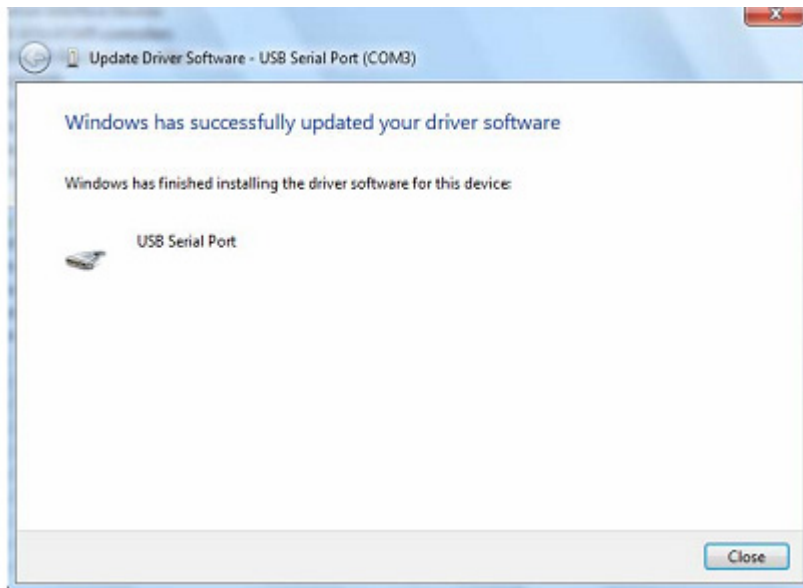 Update Driver Software - USB Serial Port (COM3)
Windows has successfully updated your driver software
Windows has finished installing the driver software for this device:
USB Serial Port
Close